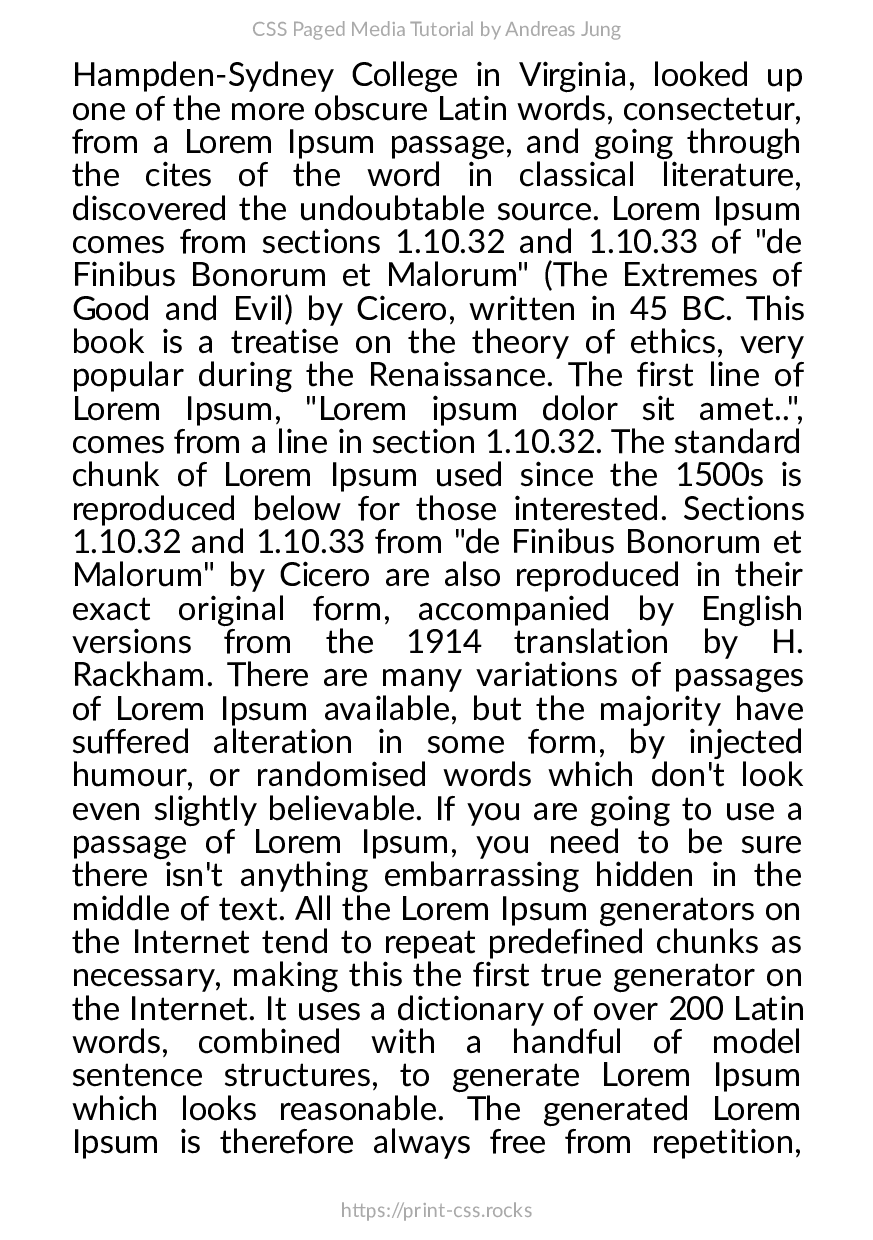 CSS Paged Media Tutorial by Andreas Jung
Hampden-Sydney College in Virginia, looked up
one of the more obscure Latin words, consectetur,
from a Lorem Ipsum passage, and going through
the cites of the word in classical literature,
discovered the undoubtable source. Lorem Ipsum
comes from sections 1.10.32 and 1.10.33 of "de
Finibus Bonorum et Malorum" (The Extremes of
Good and Evil) by Cicero, written in 45 BC. This
book is a treatise on the theory of ethics, very
popular during the Renaissance. The first line of
Lorem Ipsum, "Lorem ipsum dolor sit amet..",
comes from a line in section 1.10.32. The standard
chunk of Lorem Ipsum used since the 1500s is
reproduced below for those interested. Sections
1.10.32 and 1.10.33 from "de Finibus Bonorum et
Malorum" by Cicero are also reproduced in their
exact original form, accompanied by English
versions from the 1914 translation by H.
Rackham. There are many variations of passages
of Lorem Ipsum available, but the majority have
suffered alteration in some form, by injected
humour, or randomised words which don't look
even slightly believable. If you are going to use a
passage of Lorem Ipsum, you need to be sure
there isn't anything embarrassing hidden in the
middle of text. All the Lorem Ipsum generators on
the Internet tend to repeat predefined chunks as
necessary, making this the first true generator on
the Internet. It uses a dictionary of over 200 Latin
words, combined with a handful of model
sentence structures, to generate Lorem Ipsum
which looks reasonable. The generated Lorem
Ipsum is therefore always free from repetition,
https://print-css.rocks